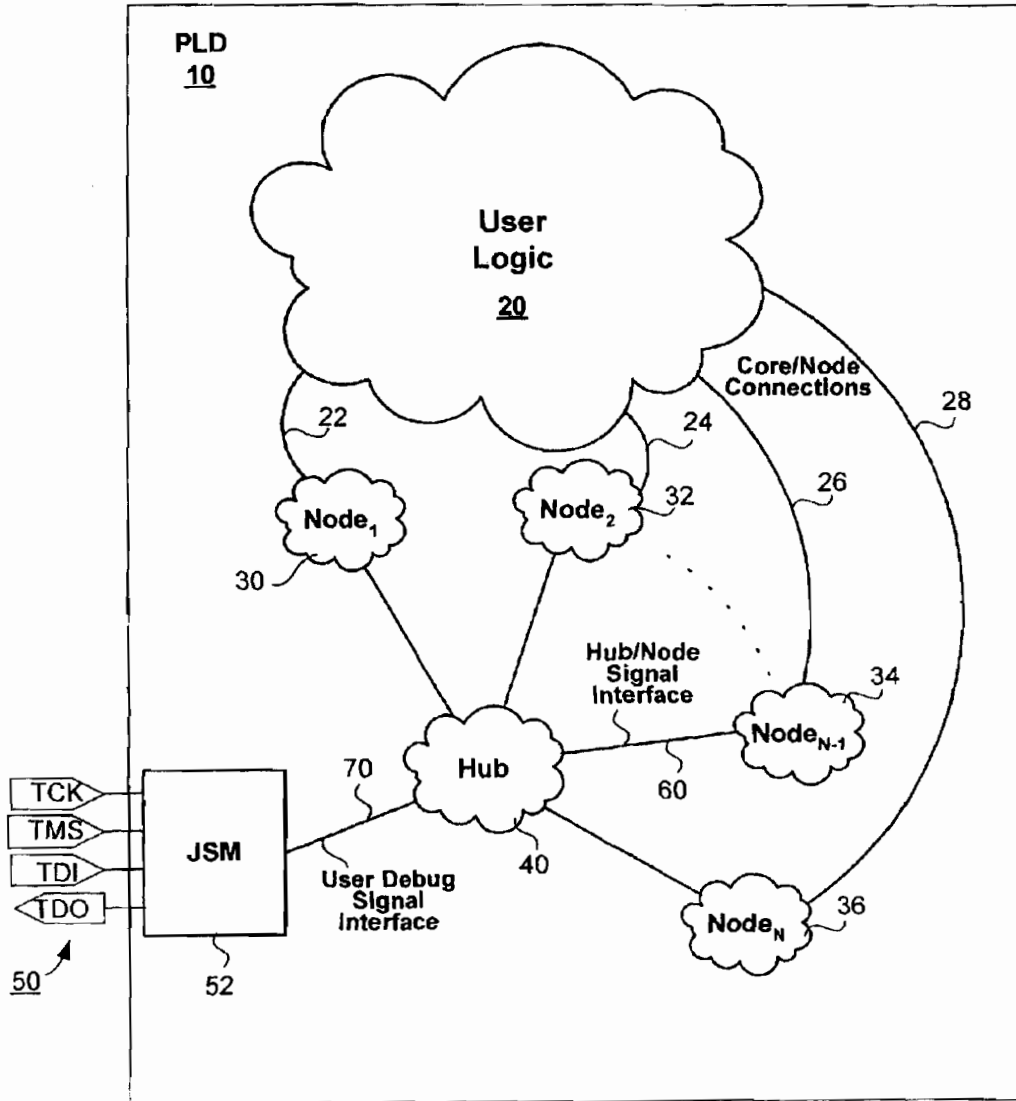 PLD
10
User
Logic
20
Core/Node
Connections
22
24
28
26
Node1
Node2
32
30
Hub/Node
Signal
Interface
34
NodeN-1
60
Hub
70
40
TCK
TMS
TDI
TDO
JSM
User Debug
Signal
Interface
NodeN
36
50
52